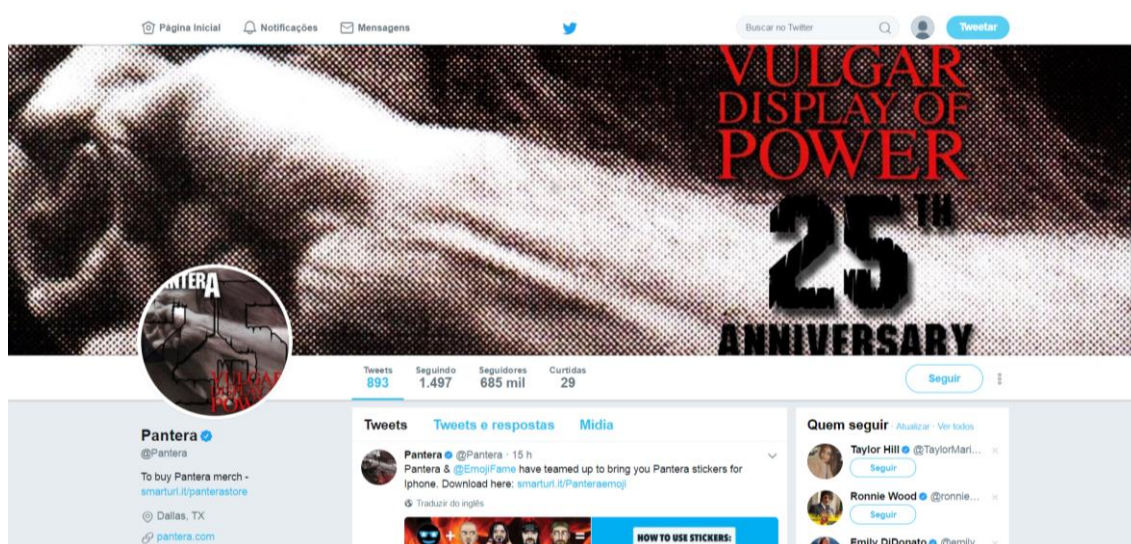 Página Inicial
Notificações
Mensagens
Buscar no Twitter
Tweetar
VULGAR
DISPLAY OF
POWER
25TH
ANNIVERSARY
PANTERA
VULGAR
DISPLAY OF
POWER
Tweets
893
Seguindo
1.497
Seguidores
685 mil
Curtidas
29
Seguir
Pantera
@Pantera
To buy Pantera merch -
smarturl.it/panterastore
Dallas, TX
pantera.com
Tweets Tweets e respostas Mídia
Pantera @Pantera · 15 h
Pantera & @EmojiFame have teamed up to bring you Pantera stickers for
Iphone. Download here: smarturl.it/Panteraemoji
Traduzir do inglês
HOW TO USE STICKERS:
Quem seguir · Atualizar · Ver todos
Taylor Hill @TaylorMari...
Seguir
Ronnie Wood @ronnie...
Seguir
Emily DiDonato @emily...